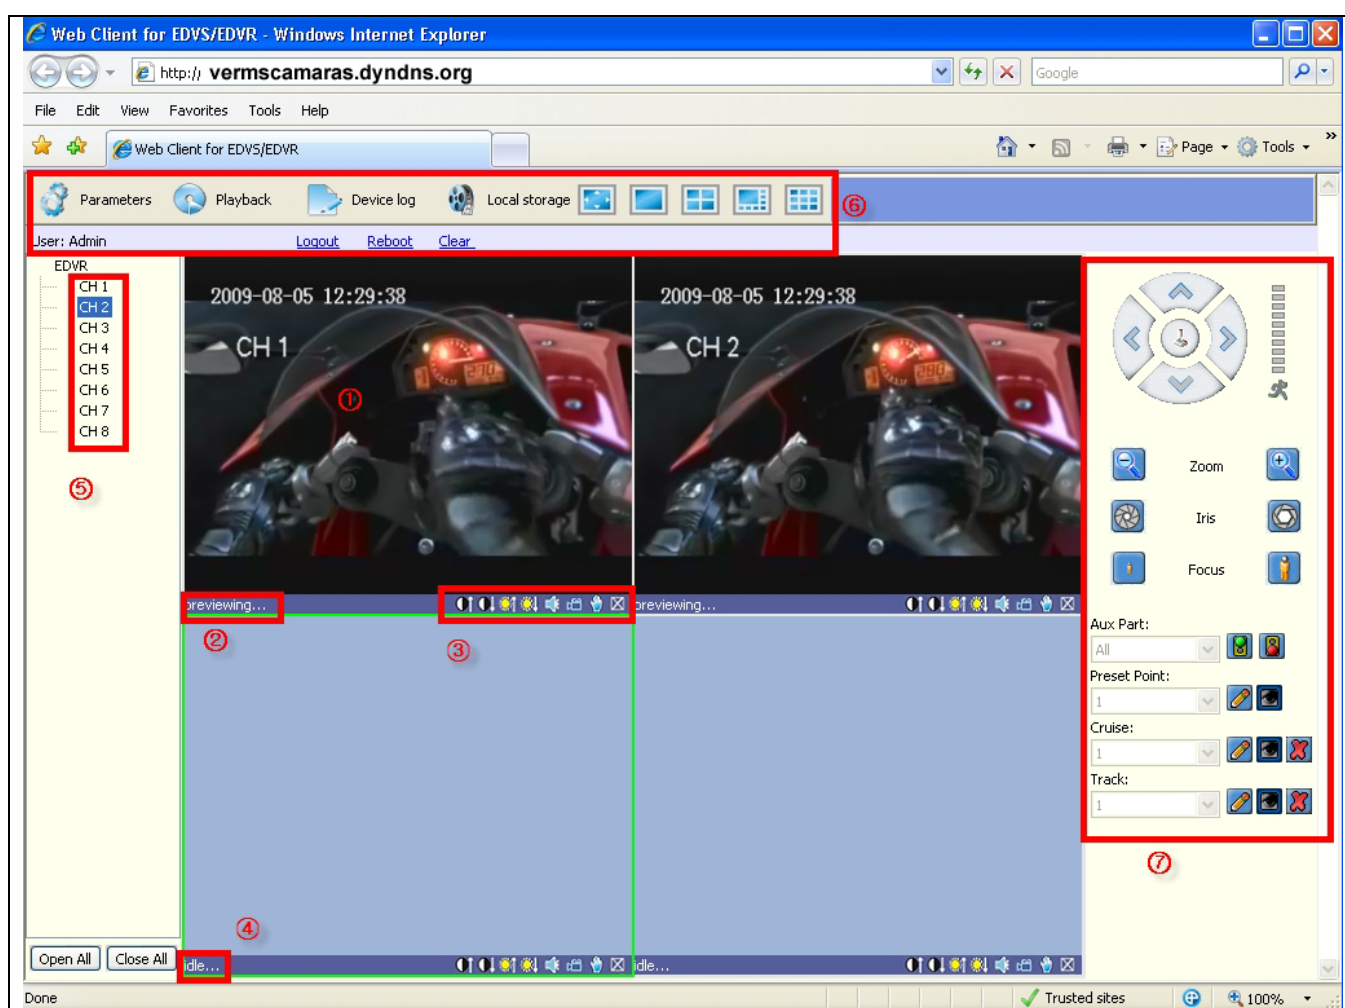 Web Client for EDVS/EDVR - Windows Internet Explorer
http:// vermscamaras.dyndns.org
Google
File Edit View Favorites Tools Help
Web Client for EDVS/EDVR
Page Tools »
Parameters Playback Device log Local storage ⑥
User: Admin Logout Reboot Clear
EDVR
CH 1
CH 2
CH 3
CH 4
CH 5
CH 6
CH 7
CH 8
⑤
2009-08-05 12:29:38
CH 1
①
2009-08-05 12:29:38
CH 2
previewing...
②
③
previewing...
④
idle...
idle...
Open All Close All
Zoom
Iris
Focus
Aux Part:
All
Preset Point:
1
Cruise:
1
Track:
1
⑦
Done Trusted sites 100%